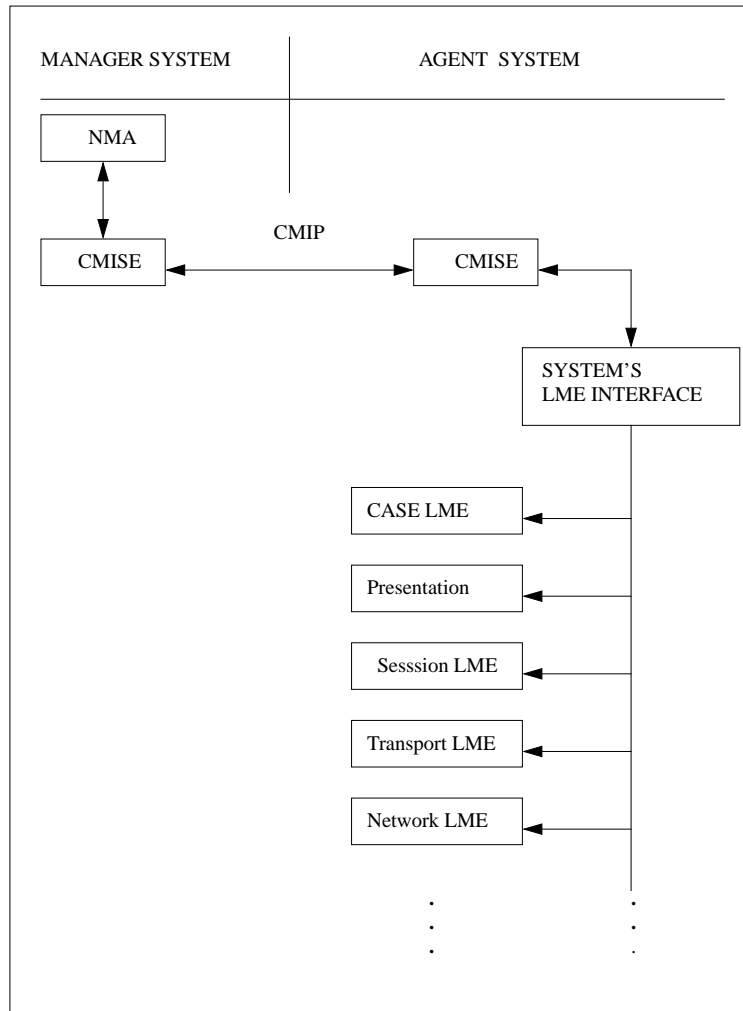 MANAGER SYSTEM
AGENT SYSTEM
NMA
CMIP
CMISE
CMISE
SYSTEM'S
LME INTERFACE
CASE LME
Presentation
Sesssion LME
Transport LME
Network LME